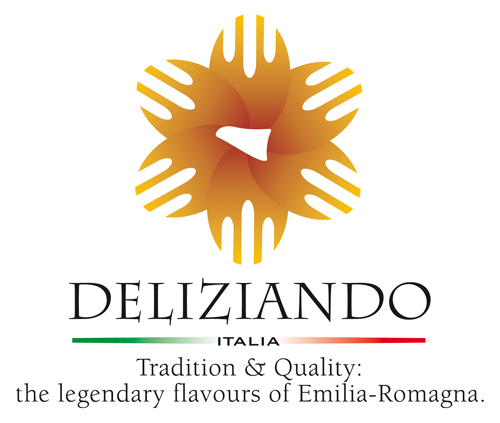 DELIZIANDO
ITALIA
Tradition & Quality:
the legendary flavours of Emilia-Romagna.